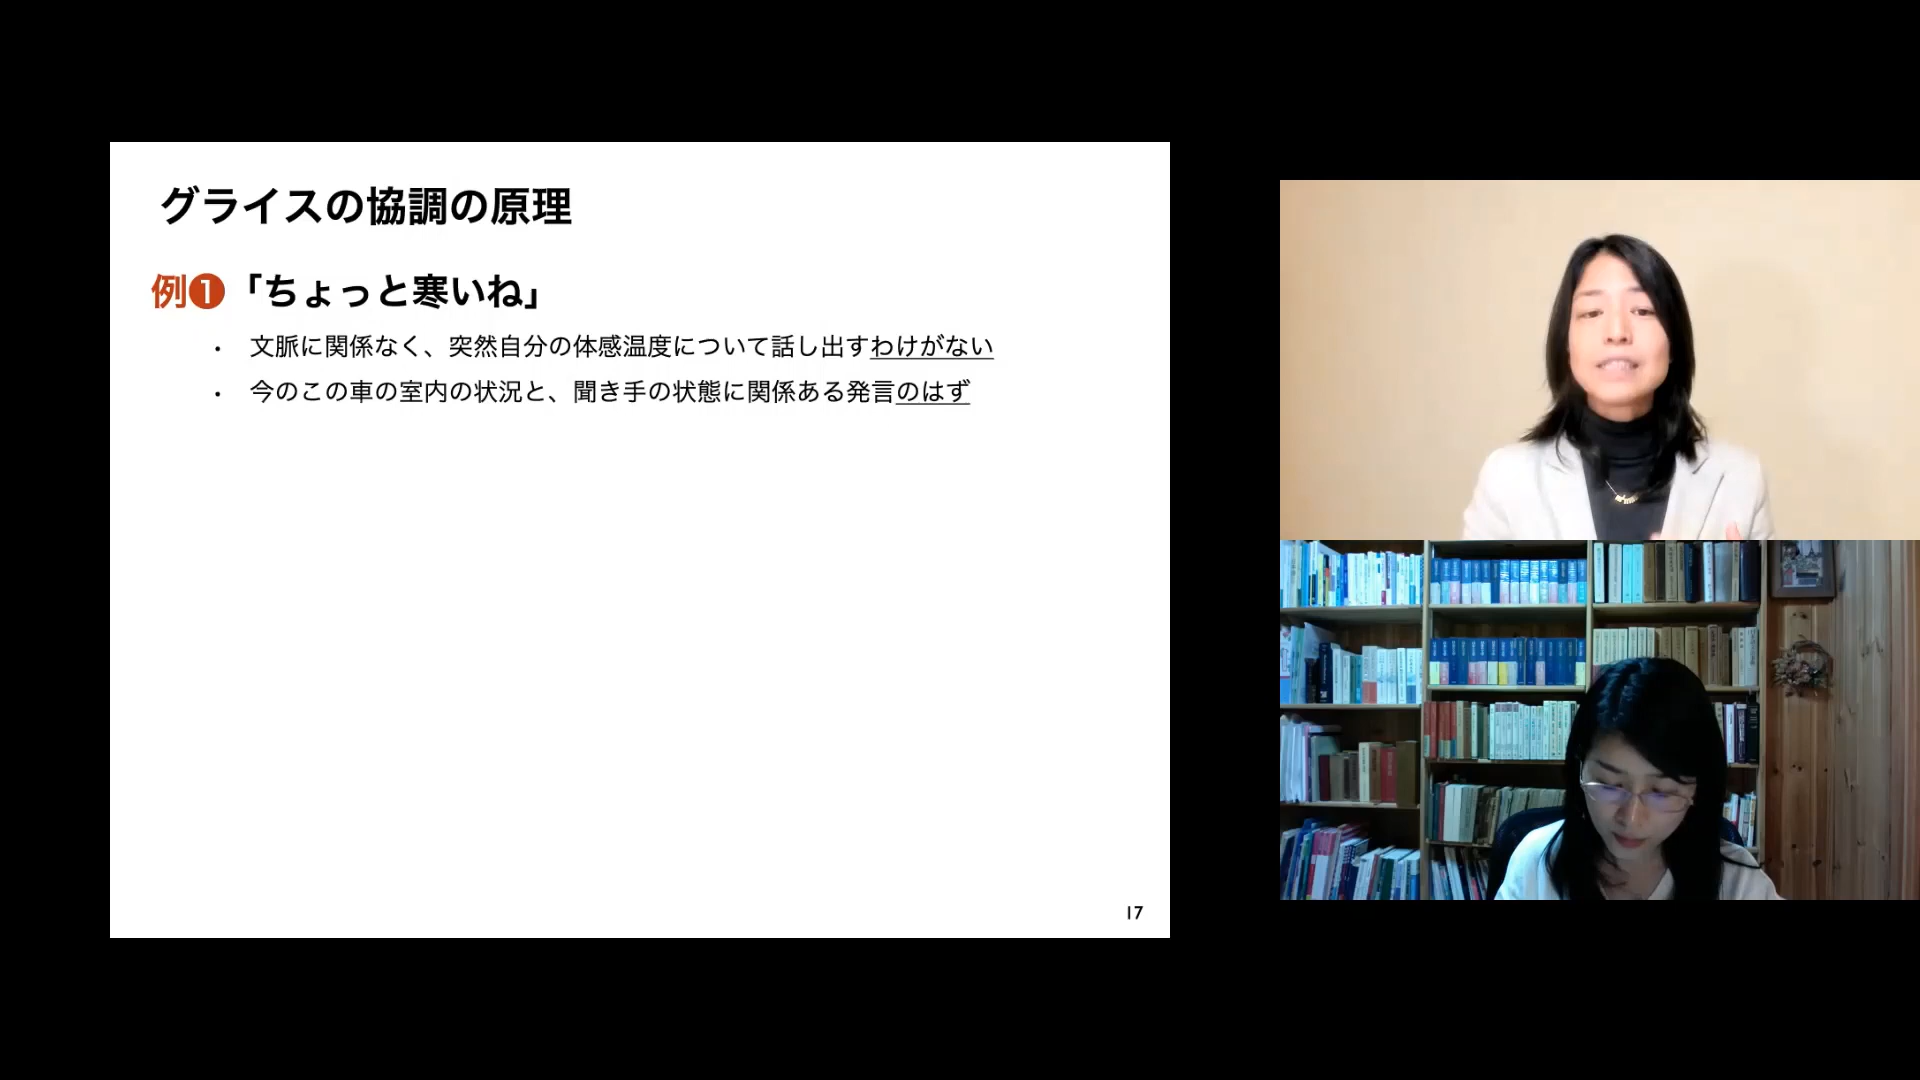 グライスの協調の原理
例❶「ちょっと寒いね」
• 文脈に関係なく、突然自分の体感温度について話し出すわけがない
• 今のこの車の室内の状況と、聞き手の状態に関係ある発言のはず
17